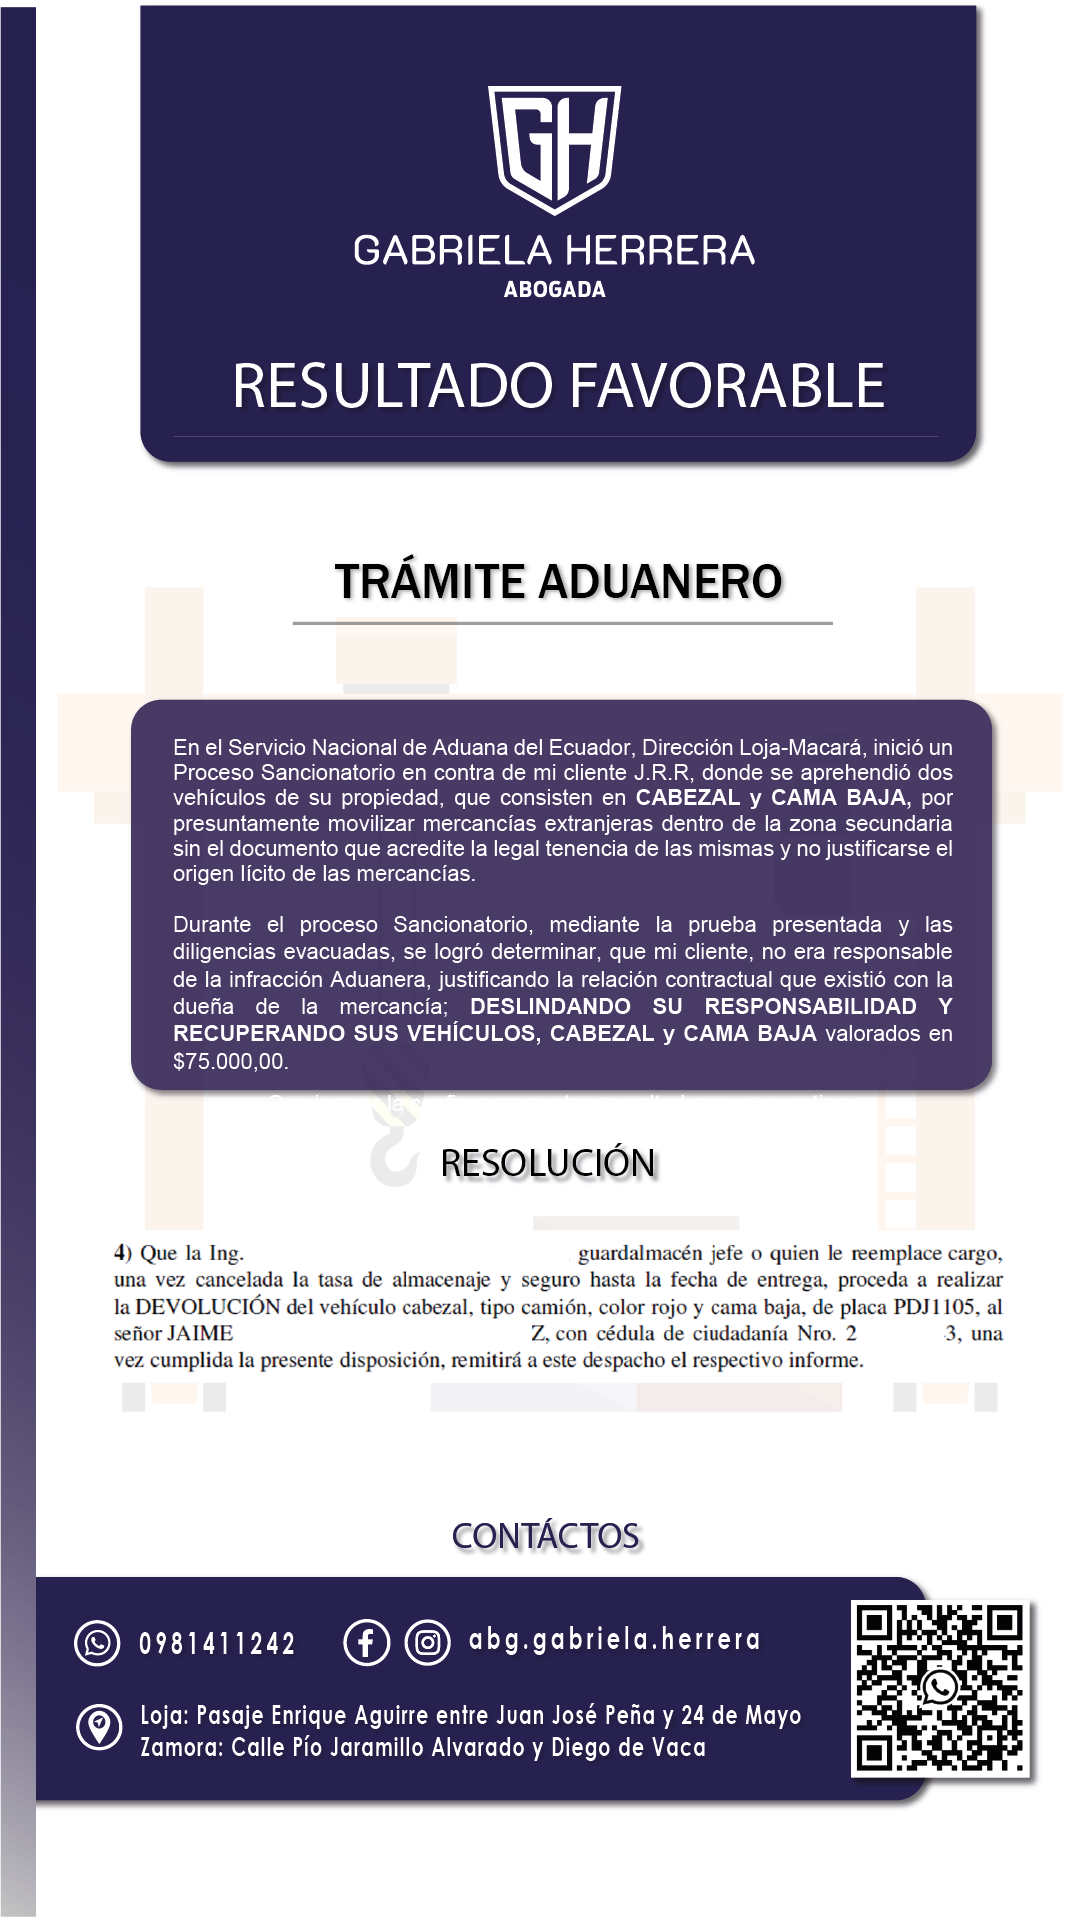 GH
GABRIELA HERRERA
ABOGADA
RESULTADO FAVORABLE
TRÁMITE ADUANERO
En el Servicio Nacional de Aduana del Ecuador, Dirección Loja-Macará, inició un
Proceso Sancionatorio en contra de mi cliente J.R.R, donde se aprehendió dos
vehículos de su propiedad, que consisten en CABEZAL y CAMA BAJA, por
presuntamente movilizar mercancías extranjeras dentro de la zona secundaria
sin el documento que acredite la legal tenencia de las mismas y no justificarse el
origen lícito de las mercancías.
Durante el proceso Sancionatorio, mediante la prueba presentada y las
diligencias evacuadas, se logró determinar, que mi cliente, no era responsable
de la infracción Aduanera, justificando la relación contractual que existió con la
dueña de la mercancía; DESLINDANDO SU RESPONSABILIDAD Y
RECUPERANDO SUS VEHÍCULOS, CABEZAL y CAMA BAJA valorados en
$75.000,00.
la
RESOLUCIÓN
4) Que la Ing. guardalmacén jefe o quien le reemplace cargo,
una vez cancelada la tasa de almacenaje y seguro hasta la fecha de entrega, proceda a realizar
la DEVOLUCIÓN del vehículo cabezal, tipo camión, color rojo y cama baja, de placa PDJ1105, al
señor JAIME Z, con cédula de ciudadanía Nro. 2 3, una
vez cumplida la presente disposición, remitirá a este despacho el respectivo informe.
CONTÁCTOS
0981411242 abg.gabriela.herrera
Loja: Pasaje Enrique Aguirre entre Juan José Peña y 24 de Mayo
Zamora: Calle Pío Jaramillo Alvarado y Diego de Vaca